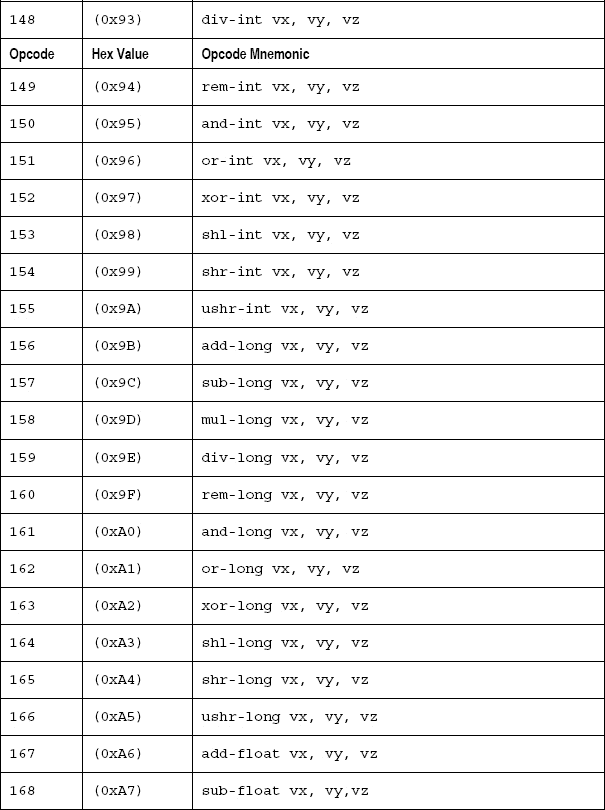 148 (0x93) div-int vx, vy, vz
Opcode Hex Value Opcode Mnemonic
149 (0x94) rem-int vx, vy, vz
150 (0x95) and-int vx, vy, vz
151 (0x96) or-int vx, vy, vz
152 (0x97) xor-int vx, vy, vz
153 (0x98) shl-int vx, vy, vz
154 (0x99) shr-int vx, vy, vz
155 (0x9A) ushr-int vx, vy, vz
156 (0x9B) add-long vx, vy, vz
157 (0x9C) sub-long vx, vy, vz
158 (0x9D) mul-long vx, vy, vz
159 (0x9E) div-long vx, vy, vz
160 (0x9F) rem-long vx, vy, vz
161 (0xA0) and-long vx, vy, vz
162 (0xA1) or-long vx, vy, vz
163 (0xA2) xor-long vx, vy, vz
164 (0xA3) shl-long vx, vy, vz
165 (0xA4) shr-long vx, vy, vz
166 (0xA5) ushr-long vx, vy, vz
167 (0xA6) add-float vx, vy, vz
168 (0xA7) sub-float vx, vy,vz